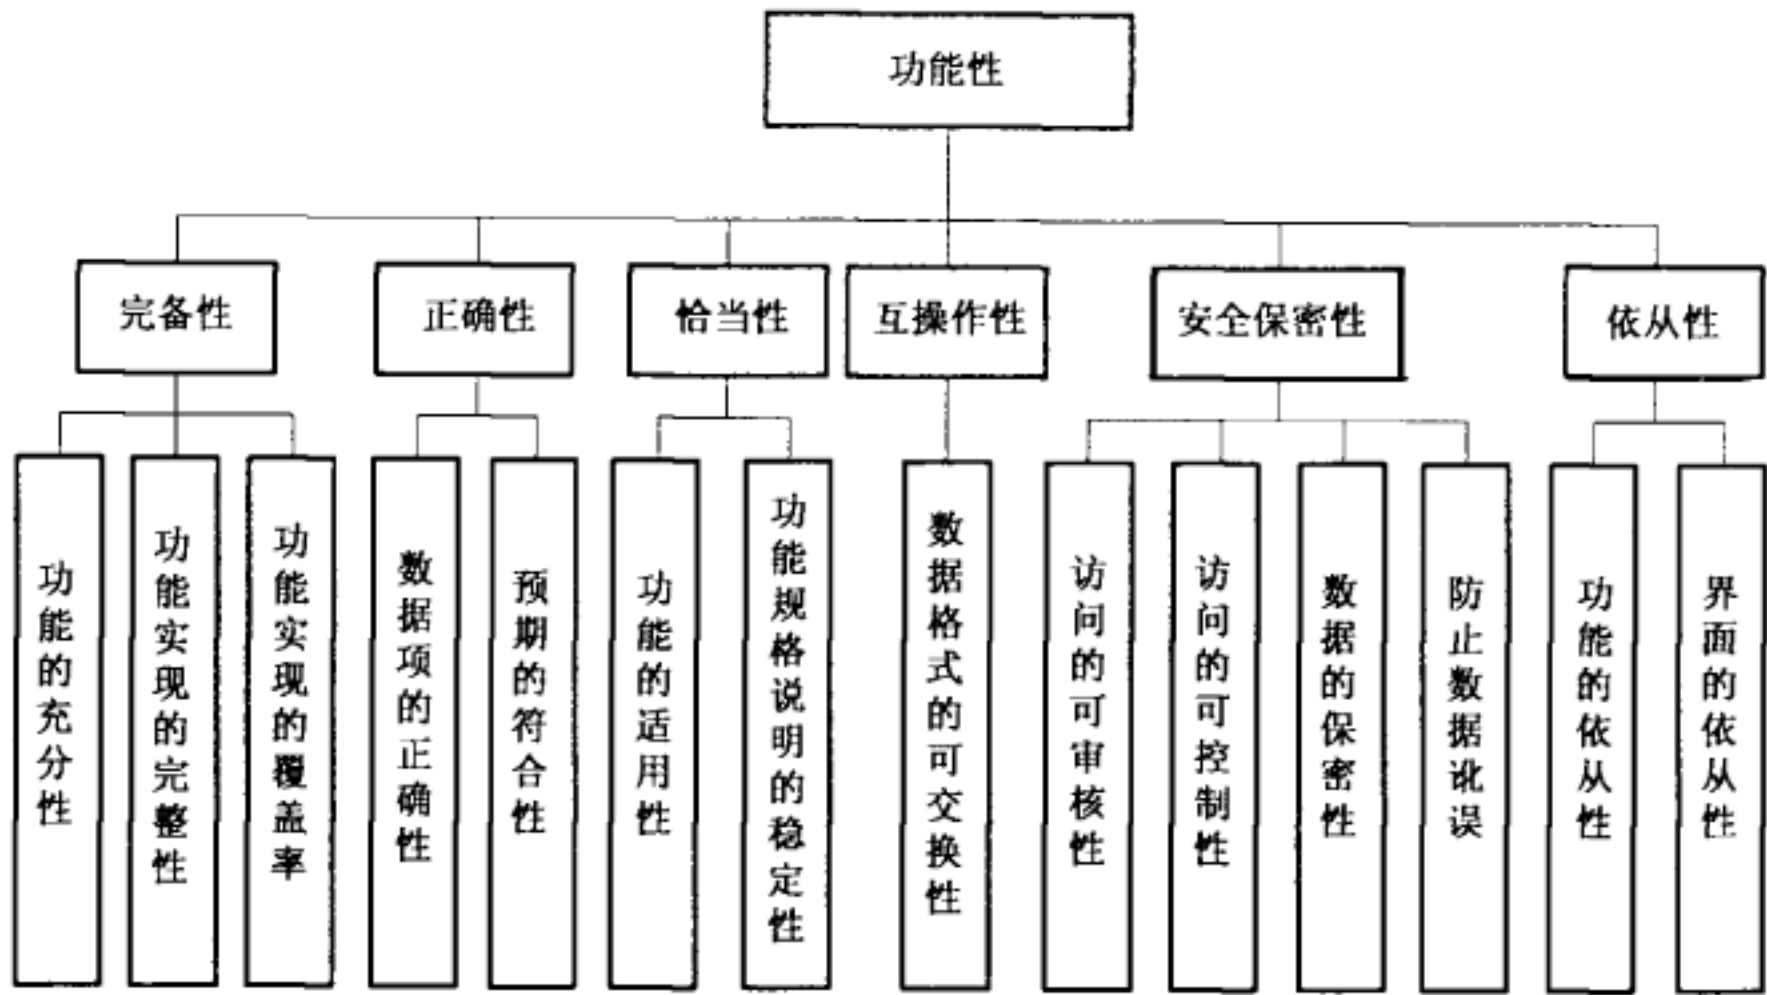 功能性
完备性
正确性
恰当性
互操作性
安全保密性
依从性
功能的充分性
功能实现的完整性
功能实现的覆盖率
数据项的正确性
预期的符合性
功能的适用性
功能规格说明的稳定性
数据格式的可交换性
访问的可审核性
访问的可控制性
数据的保密性
防止数据讹误
功能的依从性
界面的依从性